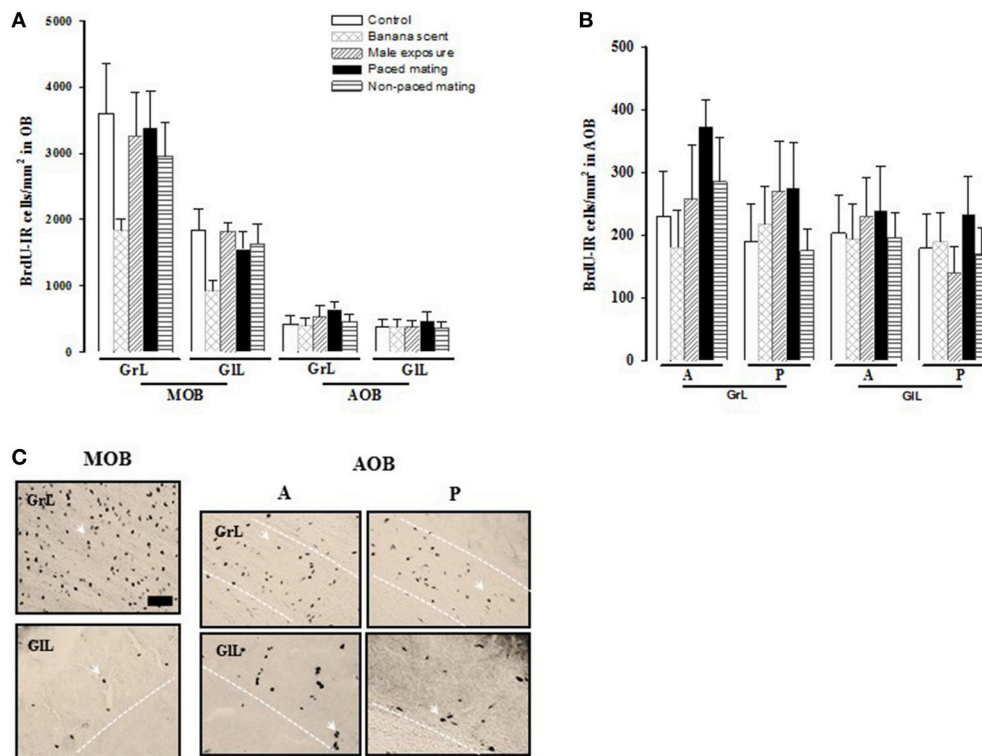 A
BrdU-IR cells/mm² in OB
5000
4000
3000
2000
1000
0
Control
Banana scent
Male exposure
Paced mating
Non-paced mating
GrL GlL GrL GlL
MOB AOB
B
BrdU-IR cells/mm² in AOB
500
400
300
200
100
0
A P A P
GrL GlL
C
MOB AOB
A P
GrL GrL
GlL GlL